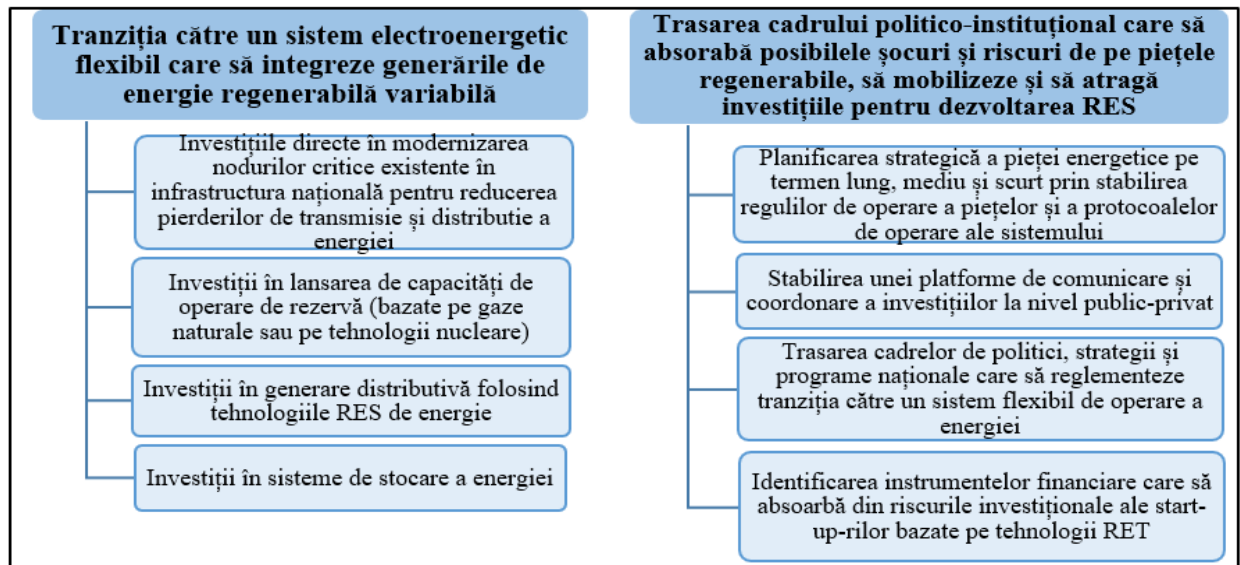 Tranziția către un sistem electroenergetic
flexibil care să integreze generările de
energie regenerabilă variabilă
Investițiile directe în modernizarea
nodurilor critice existente în
infrastructura națională pentru reducerea
pierderilor de transmisie și distributie a
energiei
Investiții în lansarea de capacități de
operare de rezervă (bazate pe gaze
naturale sau pe tehnologii nucleare)
Investiții în generare distributivă folosind
tehnologiile RES de energie
Investiții în sisteme de stocare a energiei
Trasarea cadrului politico-instituțional care să
absorabă posibilele șocuri și riscuri de pe piețele
regenerabile, să mobilizeze și să atragă
investițiile pentru dezvoltarea RES
Planificarea strategică a pieței energetice pe
termen lung, mediu și scurt prin stabilirea
regulilor de operare a piețelor și a protocoalelor
de operare ale sistemului
Stabilirea unei platforme de comunicare și
coordonare a investițiilor la nivel public-privat
Trasarea cadrelor de politici, strategii și
programe naționale care să reglementeze
tranziția către un sistem flexibil de operare a
energiei
Identificarea instrumentelor financiare care să
absoarbă din riscurile investiționale ale start-
up-rilor bazate pe tehnologii RET